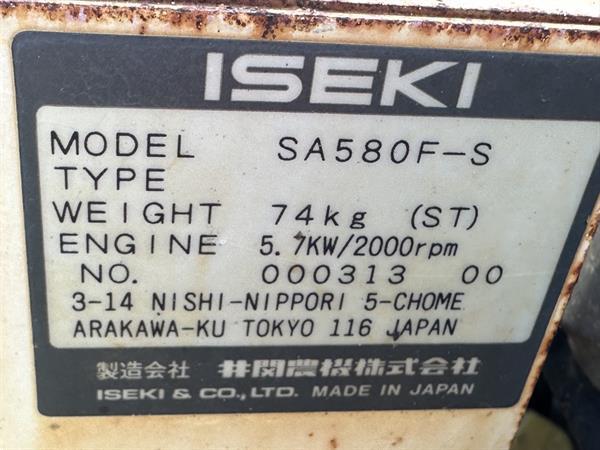 ISEKI
MODEL SA580F-S
TYPE
WEIGHT 74kg (ST)
ENGINE 5.7KW/2000rpm
NO. 000313 00
3-14 NISHI-NIPPORI 5-CHOME
ARAKAWA-KU TOKYO 116 JAPAN
製造会社 井関農機株式会社
ISEKI & CO.,LTD. MADE IN JAPAN